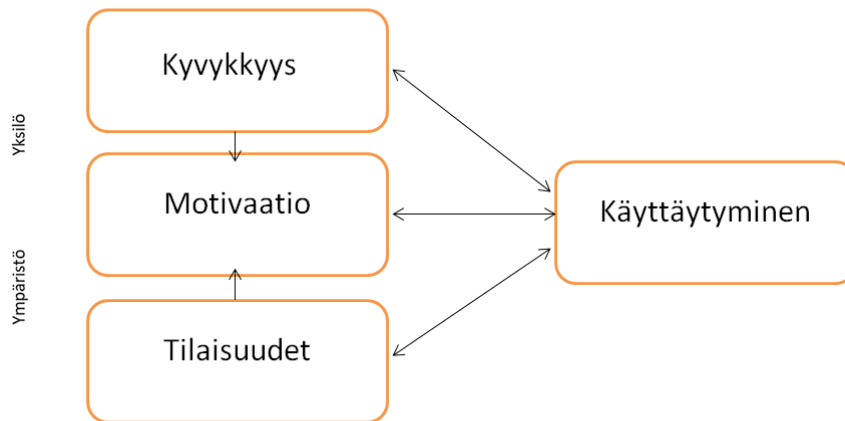 Kyvykkyys
Yksilö
Motivaatio
Käyttäytyminen
Ympäristö
Tilaisuudet